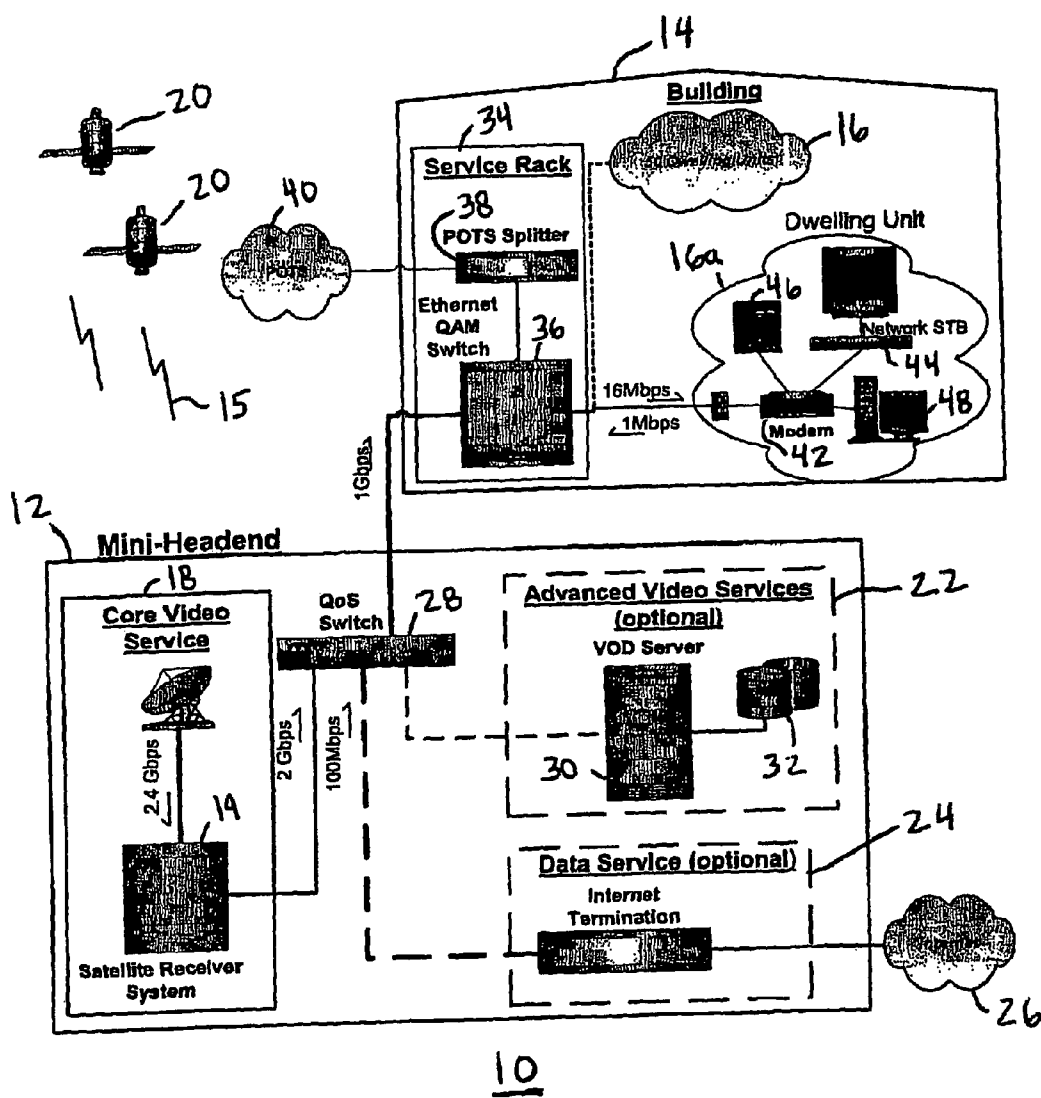 14
Building
20
34
16
Service Rack
20
40
38
POTS Splitter
Dwelling Unit
POTS
16a
46
Ethernet
QAM
Switch
36
Network STB
44
15
16Mbps
1Mbps
48
Modem
42
1Gbps
12
Mini-Headend
18
Core Video
Service
QoS
Switch
28
Advanced Video Services
(optional)
22
VOD Server
2.4 Gbps
2 Gbps
100Mbps
30
32
19
24
Data Service (optional)
Internet
Termination
Satellite Receiver
System
26
10